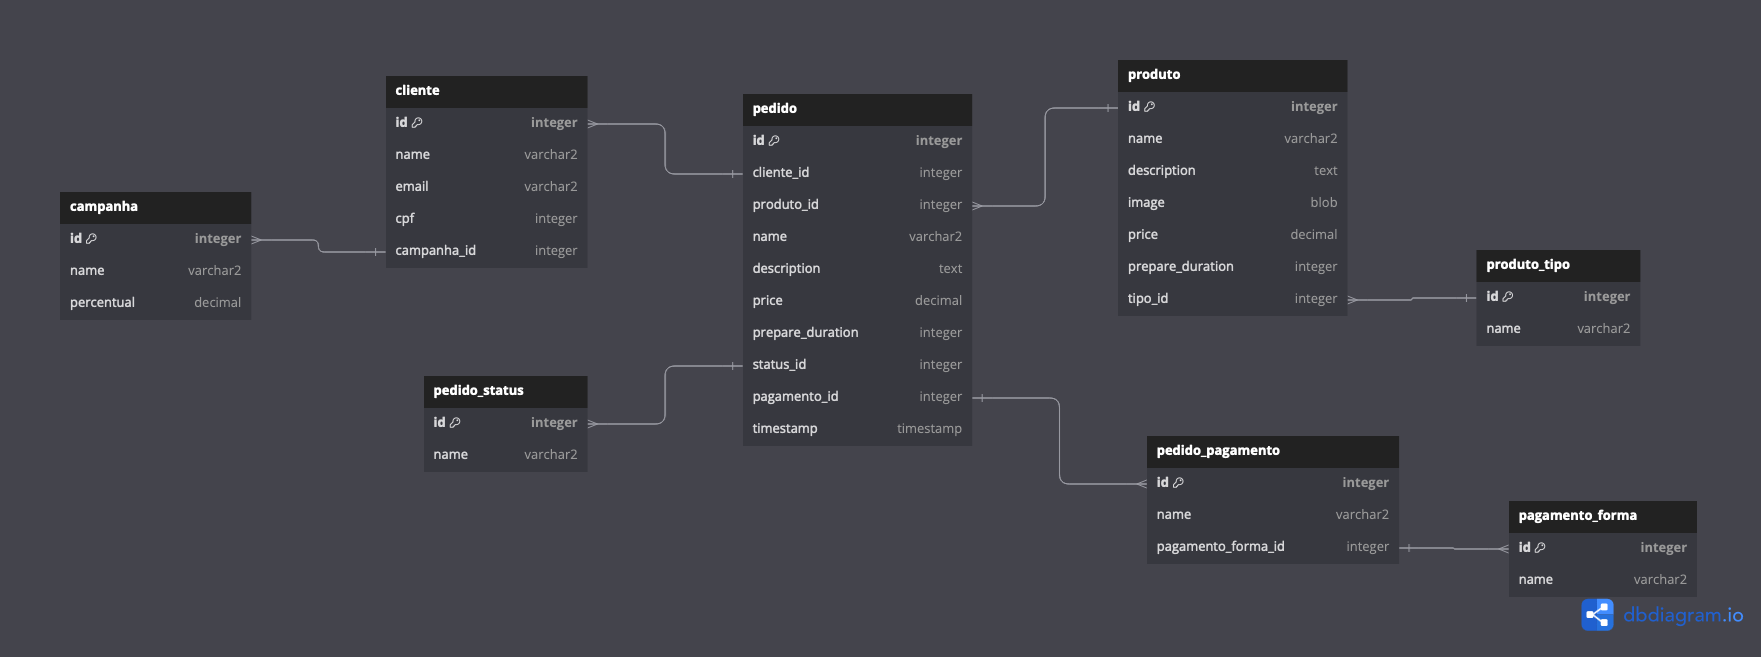 campanha
id integer
name varchar2
percentual decimal
cliente
id integer
name varchar2
email varchar2
cpf integer
campanha_id integer
pedido_status
id integer
name varchar2
pedido
id integer
cliente_id integer
produto_id integer
name varchar2
description text
price decimal
prepare_duration integer
status_id integer
pagamento_id integer
timestamp timestamp
produto
id integer
name varchar2
description text
image blob
price decimal
prepare_duration integer
tipo_id integer
produto_tipo
id integer
name varchar2
pedido_pagamento
id integer
name varchar2
pagamento_forma_id integer
pagamento_forma
id integer
name varchar2
dbdiagram.io